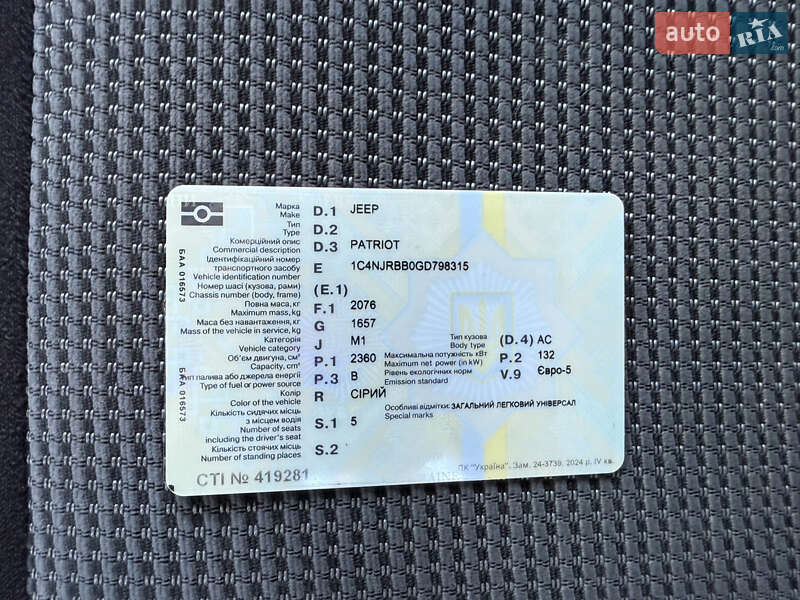 auto RIA.com
Марка
Make D.1 JEEP
Тип
Type D.2
Комерційний опис
Commercial description D.3 PATRIOT
Ідентифікаційний номер
транспортного засобу
Vehicle identification number E 1C4NJRBB0GD798315
Номер шасі (кузова, рами)
Chassis number (body, frame) (E.1)
Повна маса, кг
Maximum mass, kg F.1 2076
Маса без навантаження, кг
Mass of the vehicle in service, kg G 1657
Категорія
Vehicle category J M1
Тип кузова
Body type (D.4) AC
Об'єм двигуна, см³
Capacity, cm³ P.1 2360
Максимальна потужність кВт
Maximum net power (in kW) P.2 132
Тип палива або джерела енергії
Type of fuel or power source P.3 B
Рівень екологічних норм
Emission standard V.9 Євро-5
Колір
Color of the vehicle R СІРИЙ
Особливі відмітки: ЗАГАЛЬНИЙ ЛЕГКОВИЙ УНІВЕРСАЛ
Special marks
Кількість сидячих місць
з місцем водія
Number of seats
including the driver's seat S.1 5
Кількість стоячих місць
Number of standing places S.2
СТІ № 419281
ПК "Україна". Зам. 24-3739, 2024 р. IV кв.
БАА 016573
БАА 016573